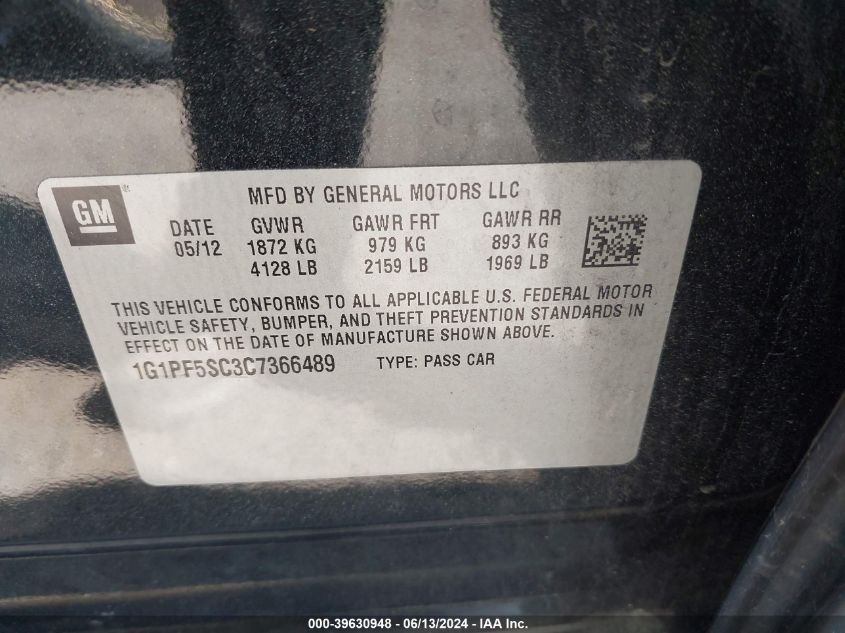 MFD BY GENERAL MOTORS LLC
GM
DATE GVWR GAWR FRT GAWR RR
05/12 1872 KG 979 KG 893 KG
4128 LB 2159 LB 1969 LB
THIS VEHICLE CONFORMS TO ALL APPLICABLE U.S. FEDERAL MOTOR
VEHICLE SAFETY, BUMPER, AND THEFT PREVENTION STANDARDS IN
EFFECT ON THE DATE OF MANUFACTURE SHOWN ABOVE.
1G1PF5SC3C7366489 TYPE: PASS CAR
000-39630948 - 06/13/2024 - IAA Inc.